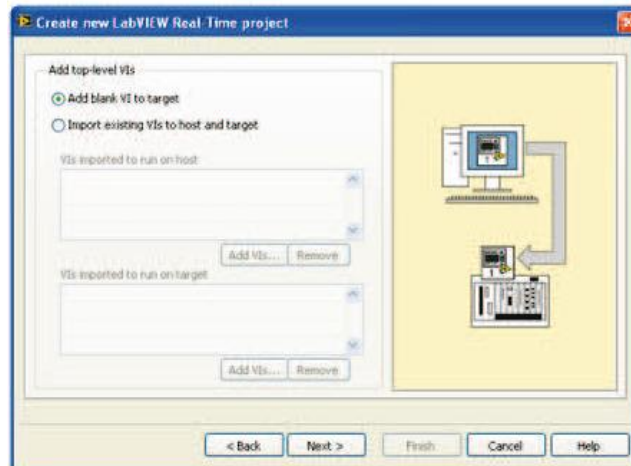 Create new LabVIEW Real-Time project
Add top-level VIs
Add blank VI to target
Import existing VIs to host and target
VIs imported to run on host
Add VIs... Remove
VIs imported to run on target
Add VIs... Remove
< Back Next > Finish Cancel Help